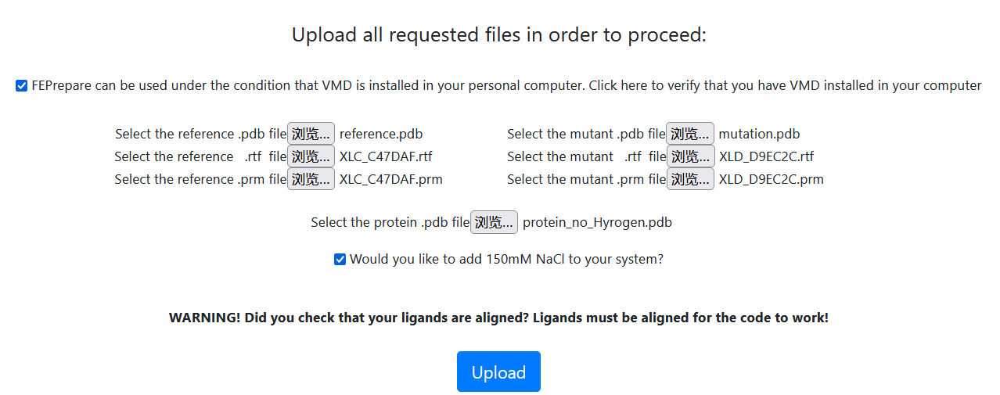 Upload all requested files in order to proceed:
FEPrepare can be used under the condition that VMD is installed in your personal computer. Click here to verify that you have VMD installed in your computer
Select the reference .pdb file 浏览... reference.pdb Select the mutant .pdb file 浏览... mutation.pdb
Select the reference .rtf file 浏览... XLC_C47DAF.rtf Select the mutant .rtf file 浏览... XLD_D9EC2C.rtf
Select the reference .prm file 浏览... XLC_C47DAF.prm Select the mutant .prm file 浏览... XLD_D9EC2C.prm
Select the protein .pdb file 浏览... protein_no_Hyrogen.pdb
Would you like to add 150mM NaCl to your system?
WARNING! Did you check that your ligands are aligned? Ligands must be aligned for the code to work!
Upload